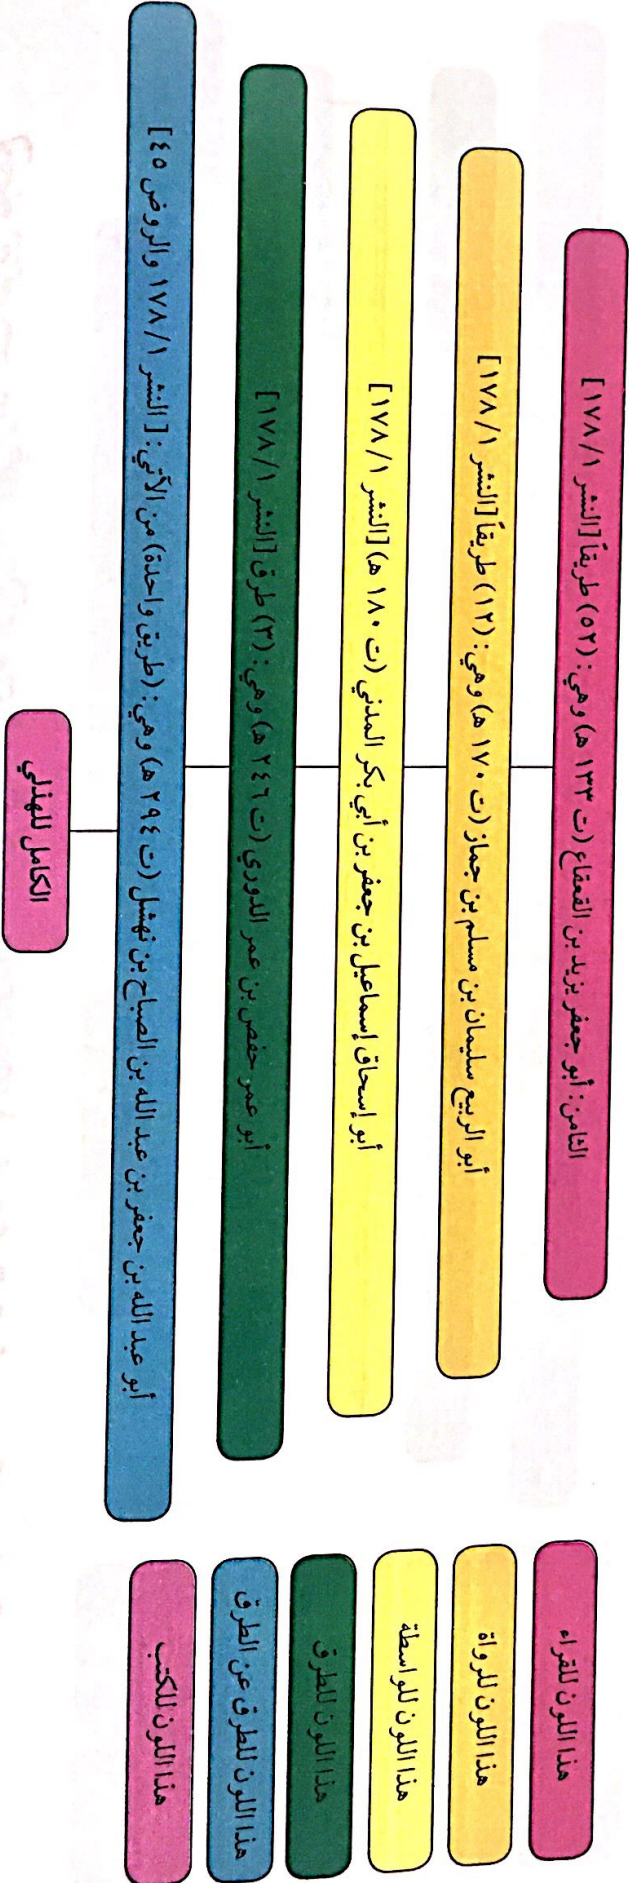 الثامن: أبو جعفر يزيد بن القعقاع (ت ١٣٣ هـ) وهي: (٥٢) طريقاً [النشر ١/ ١٧٨]
أبو الربيع سليمان بن مسلم بن جماز (ت ١٧٠ هـ) وهي: (١٢) طريقاً [النشر ١/ ١٧٨]
أبو إسحاق إسماعيل بن جعفر بن أبي بكر المدني (ت ١٨٠ هـ) [النشر ١/ ١٧٨]
أبو عمر حفص بن عمر الدوري (ت ٢٤٦ هـ) وهي: (٣) طرق [النشر ١/ ١٧٨]
أبو عبد الله بن جعفر بن عبد الله بن الصباح بن نهشل (ت ٢٩٤ هـ) وهي: (طريق واحدة) من الآتي: [النشر ١/ ١٧٨ والروض ٤٥]
الكامل للهذلي
هذا اللون للقراء
هذا اللون للرواة
هذا اللون للواسطة
هذا اللون للطرق
هذا اللون للطرق عن الطرق
هذا اللون للكتب